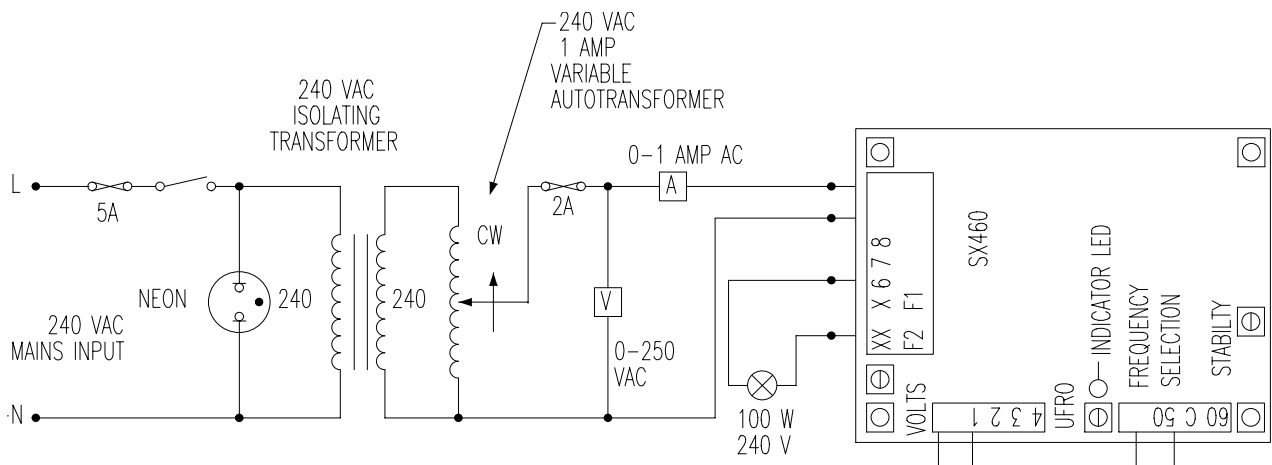 240 VAC
1 AMP
VARIABLE
AUTOTRANSFORMER
240 VAC
ISOLATING
TRANSFORMER
0-1 AMP AC
L
5A
2A
A
CW
NEON
240
240
V
240 VAC
MAINS INPUT
0-250
VAC
N
100 W
240 V
XX X 6 7 8
F2 F1
SX460
INDICATOR LED
FREQUENCY
SELECTION
STABILTY
VOLTS
4 3 2 1
UFRO
60 C 50